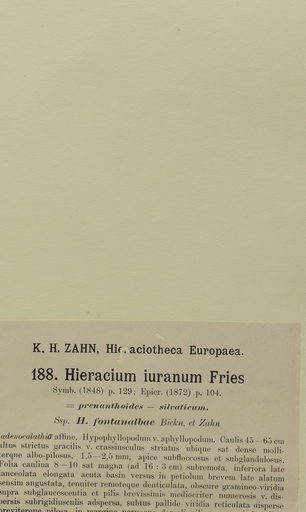 K. H. ZAHN, Hieraciotheca Europaea.
188. Hieracium iuranum Fries
Symb. (1848) p. 129; Epicr. (1872) p. 104.
= prenanthoides — silvaticum.
Ssp. H. fontanalbae Bickn. et Zahn
adenocalathio affine. Hypophyllopodum v. aphyllopodum. Caulis 45—65 cm
altus strictus gracilis v. crassiunculus striatus ubique sat dense molli-
terque albo-pilosus, 1,5—2,5 mm, apice subfloccosus et subglandulosus.
Folia caulina 8—10 sat magna (ad 16 : 3 cm) subremota, inferiora late
lanceolata elongata acuta basin versus in petiolum brevem late alatum
sensim angustata, tenuiter remoteque denticulata, obscure gramineo-viridia
supra subglaucescentia et pilis brevissimis mediocriter numerosis v. dis-
persis subrigidiusculis adspersa, subtus pallide viridia reticulata disperse